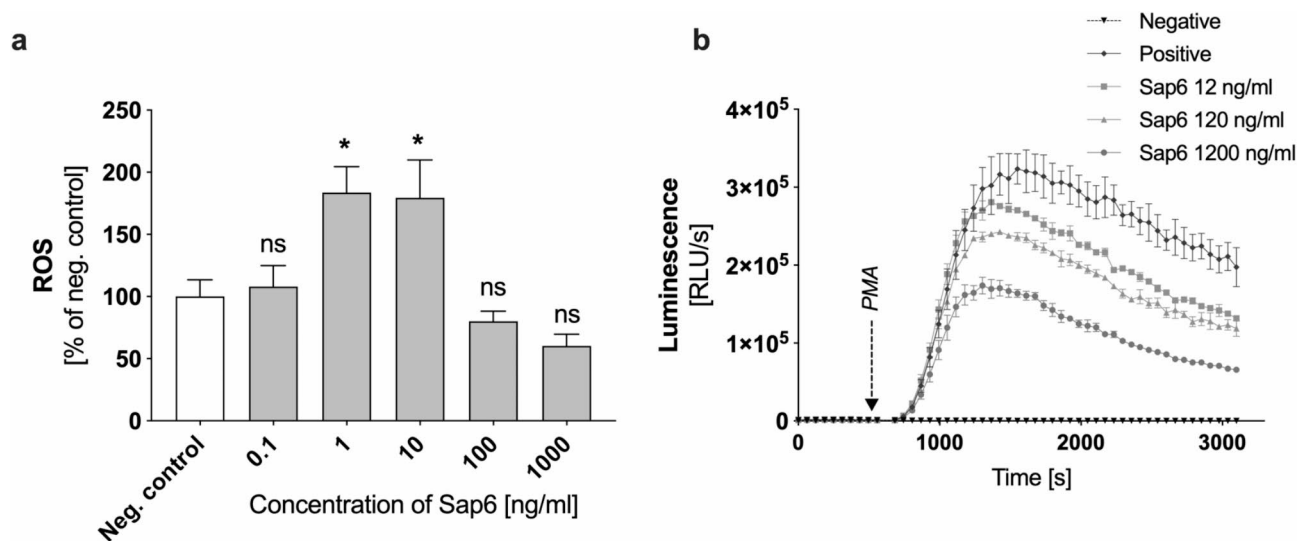 a
ROS
[% of neg. control]
250
200
150
100
50
0
ns
*
*
ns
ns
Neg. control
0.1
1
10
100
1000
Concentration of Sap6 [ng/ml]
b
Negative
Positive
Sap6 12 ng/ml
Sap6 120 ng/ml
Sap6 1200 ng/ml
Luminescence
[RLU/s]
4×10⁵
3×10⁵
2×10⁵
1×10⁵
0
PMA
0
1000
2000
3000
Time [s]